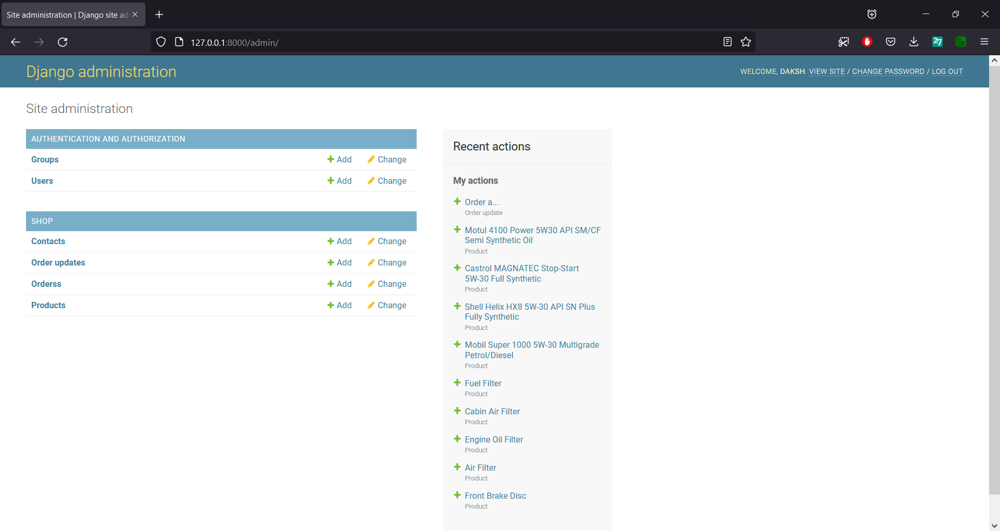 Site administration | Django site ad
127.0.0.1:8000/admin/
Django administration
WELCOME, DAKSH. VIEW SITE / CHANGE PASSWORD / LOG OUT
Site administration
AUTHENTICATION AND AUTHORIZATION
Groups Add Change
Users Add Change
SHOP
Contacts Add Change
Order updates Add Change
Orderss Add Change
Products Add Change
Recent actions
My actions
Order a...
Order update
Motul 4100 Power 5W30 API SM/CF
Semi Synthetic Oil
Product
Castrol MAGNATEC Stop-Start
5W-30 Full Synthetic
Product
Shell Helix HX8 5W-30 API SN Plus
Fully Synthetic
Product
Mobil Super 1000 5W-30 Multigrade
Petrol/Diesel
Product
Fuel Filter
Product
Cabin Air Filter
Product
Engine Oil Filter
Product
Air Filter
Product
Front Brake Disc
Product